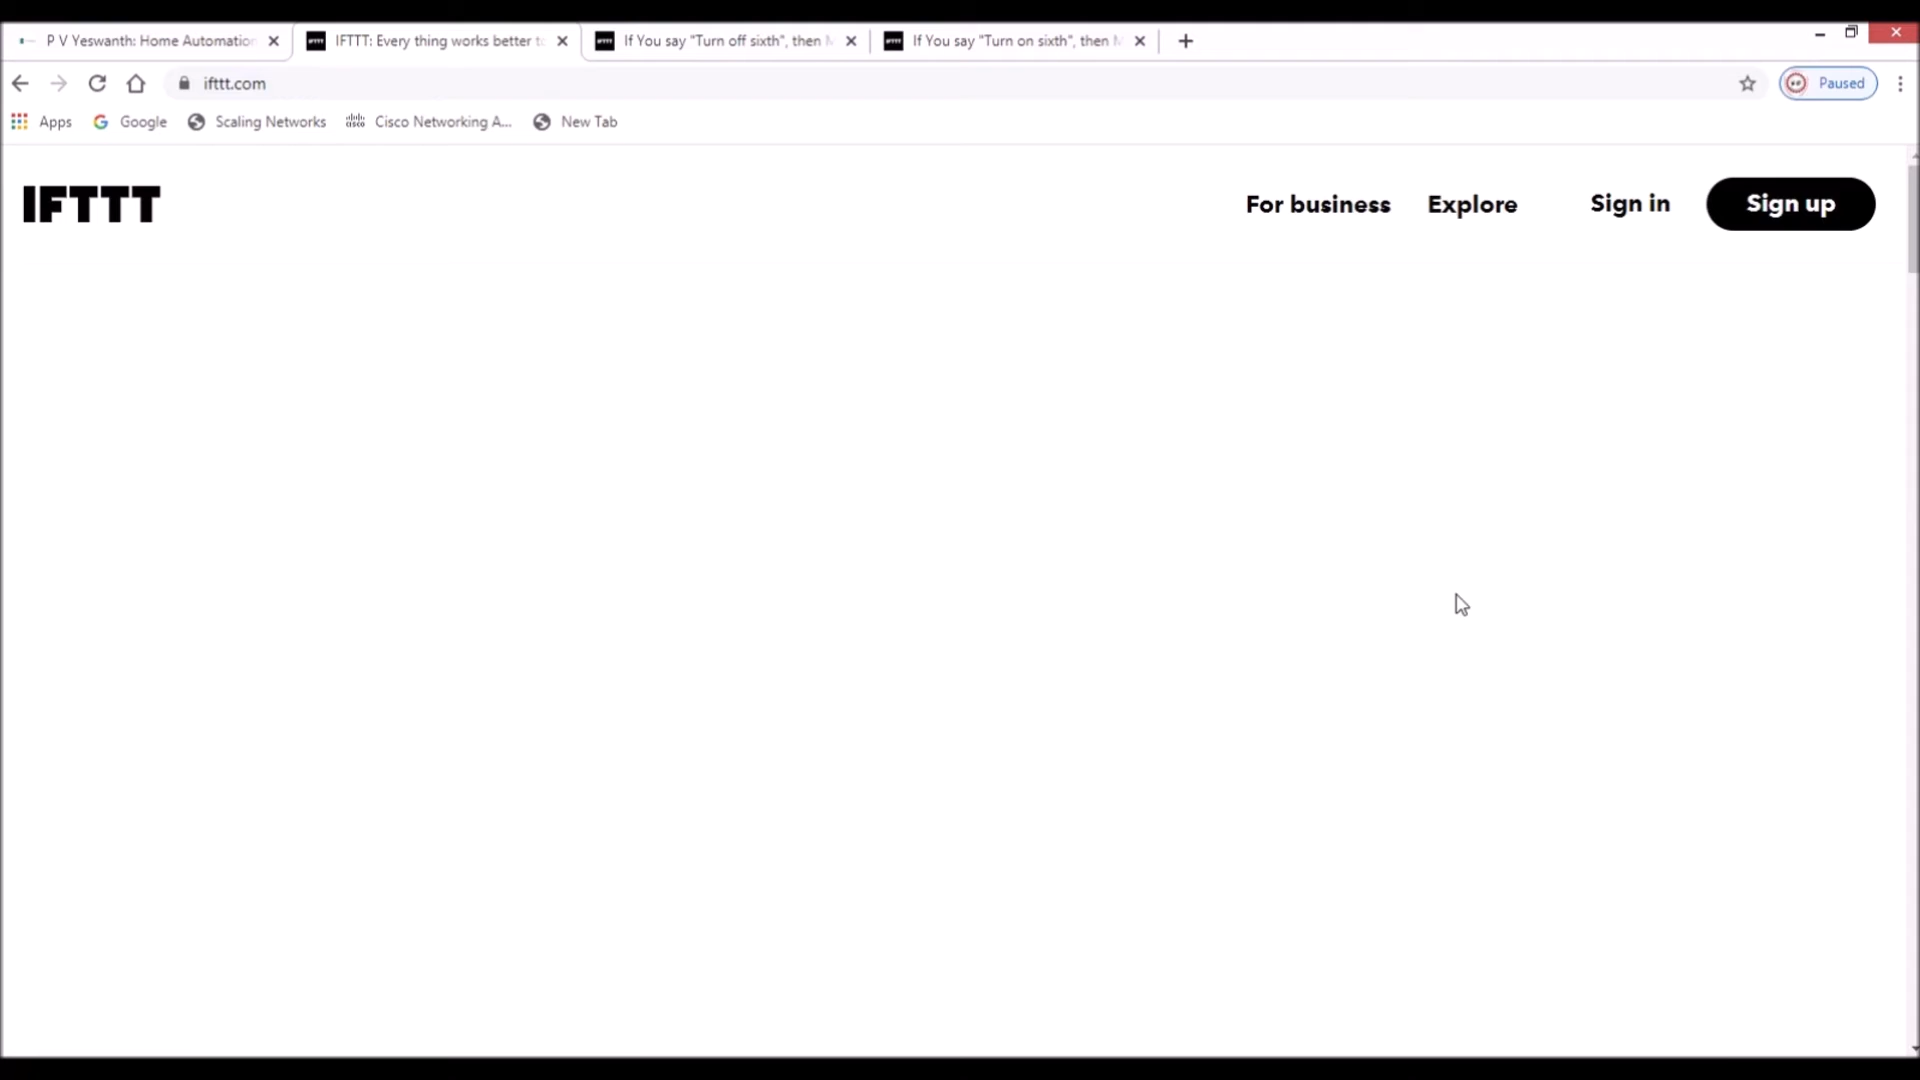 P V Yeswanth: Home Automation
IFTTT: Every thing works better to
If You say "Turn off sixth", then M
If You say "Turn on sixth", then M
ifttt.com
Paused
Apps
Google
Scaling Networks
Cisco Networking A...
New Tab
IFTTT
For business
Explore
Sign in
Sign up